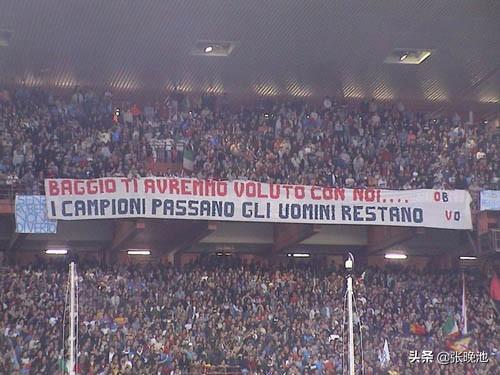 BAGGIO TI AVREMMO VOLUTO CON NOI....
I CAMPIONI PASSANO GLI UOMINI RESTANO
OB
VO
头条 @张晚池